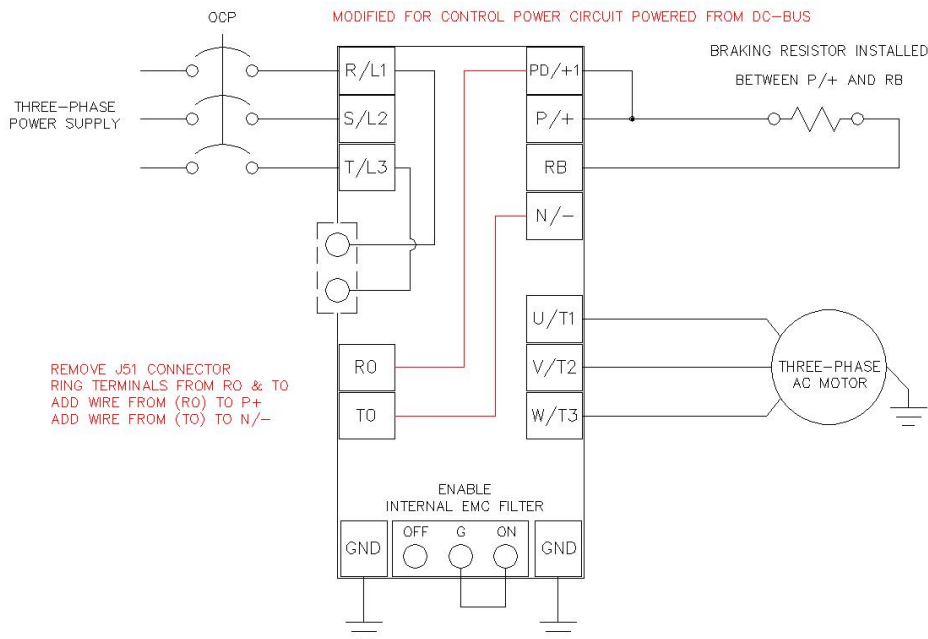 OCP
MODIFIED FOR CONTROL POWER CIRCUIT POWERED FROM DC-BUS
BRAKING RESISTOR INSTALLED
BETWEEN P/+ AND RB
THREE-PHASE
POWER SUPPLY
R/L1
S/L2
T/L3
PD/+1
P/+
RB
N/-
U/T1
V/T2
W/T3
THREE-PHASE
AC MOTOR
REMOVE J51 CONNECTOR
RING TERMINALS FROM RO & TO
ADD WIRE FROM (RO) TO P+
ADD WIRE FROM (TO) TO N/-
RO
TO
ENABLE
INTERNAL EMC FILTER
GND
OFF
G
ON
GND